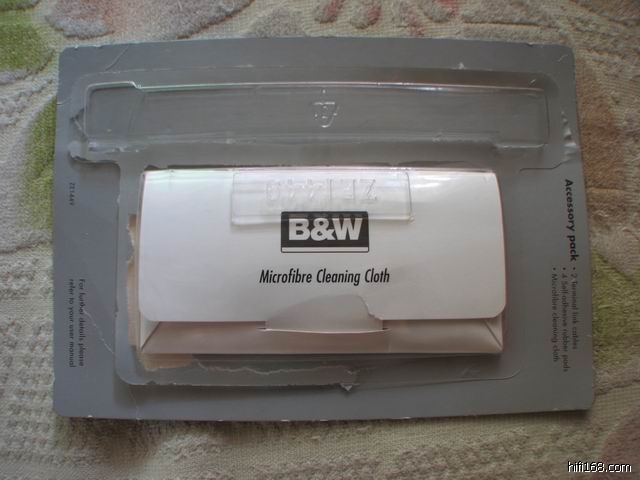 B&W
Microfibre Cleaning Cloth
Accessory pack
• 2 Terminal link cables
• 4 Self-adhesive rubber pads
• Microfibre cleaning cloth
For further details please
refer to your user manual
hifi168.com